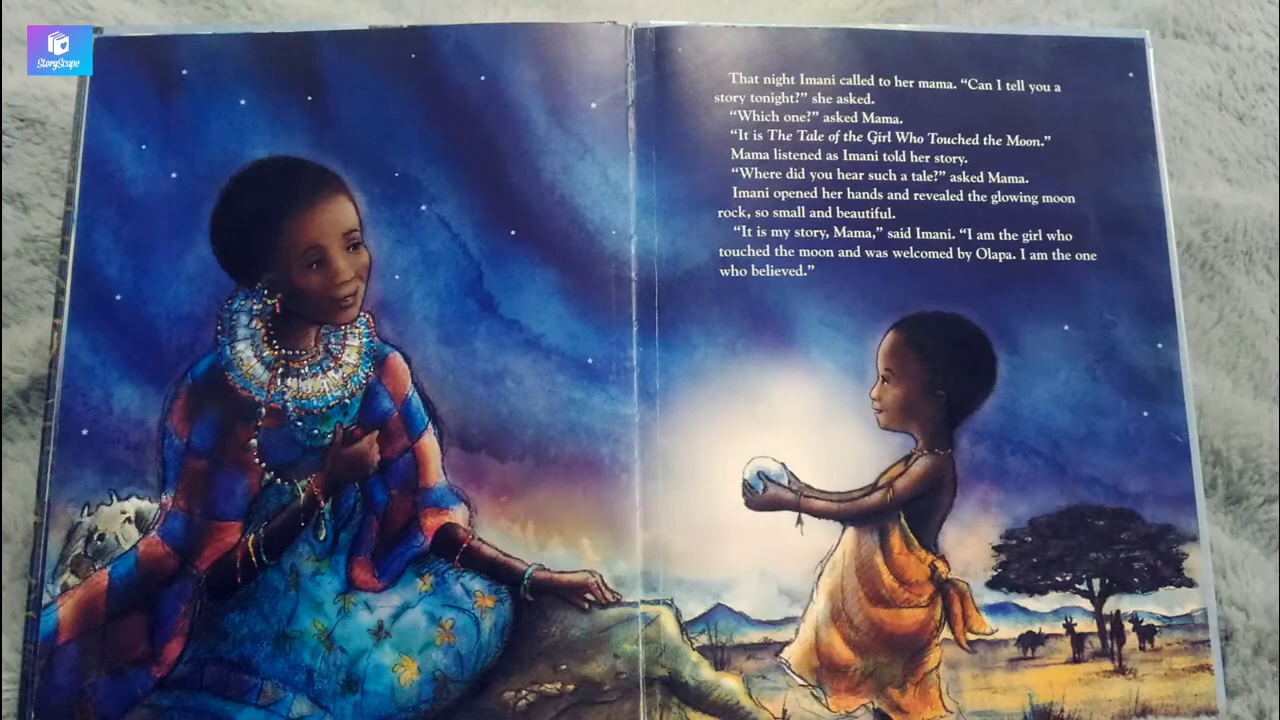 StoryScape
That night Imani called to her mama. “Can I tell you a
story tonight?” she asked.
“Which one?” asked Mama.
“It is The Tale of the Girl Who Touched the Moon.”
Mama listened as Imani told her story.
“Where did you hear such a tale?” asked Mama.
Imani opened her hands and revealed the glowing moon
rock, so small and beautiful.
“It is my story, Mama,” said Imani. “I am the girl who
touched the moon and was welcomed by Olapa. I am the one
who believed.”